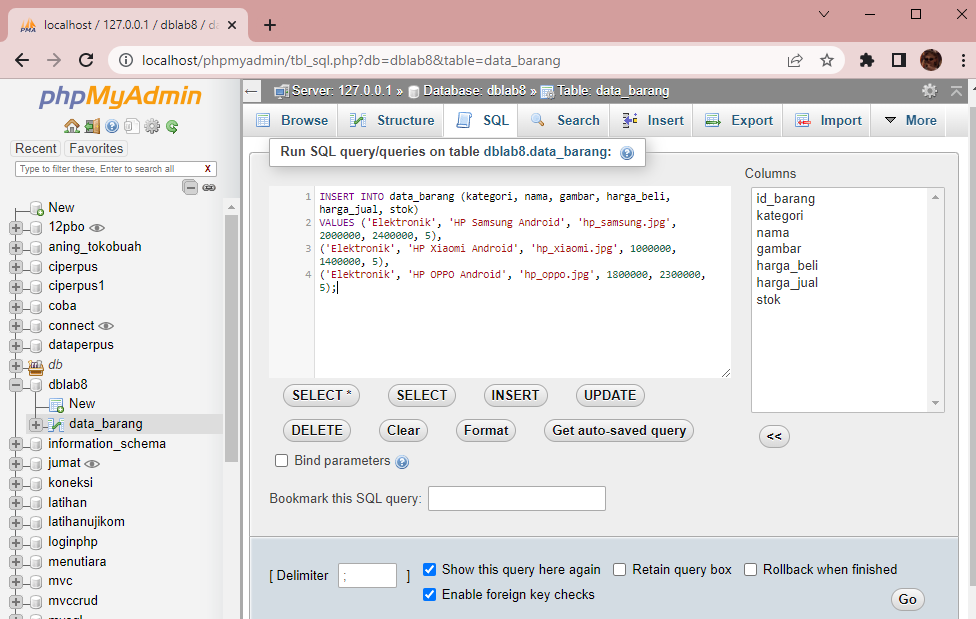 localhost / 127.0.0.1 / dblab8 / da
localhost/phpmyadmin/tbl_sql.php?db=dblab8&table=data_barang
phpMyAdmin
Recent Favorites
Type to filter these, Enter to search all X
New
12pbo
aning_tokobuah
ciperpus
ciperpus1
coba
connect
dataperpus
db
dblab8
New
data_barang
information_schema
jumat
koneksi
latihan
latihanujikom
loginphp
menutiara
mvc
mvccrud
Server: 127.0.0.1 » Database: dblab8 » Table: data_barang
Browse Structure SQL Search Insert Export Import More
Run SQL query/queries on table dblab8.data_barang:
1 INSERT INTO data_barang (kategori, nama, gambar, harga_beli,
harga_jual, stok)
2 VALUES ('Elektronik', 'HP Samsung Android', 'hp_samsung.jpg',
2000000, 2400000, 5),
3 ('Elektronik', 'HP Xiaomi Android', 'hp_xiaomi.jpg', 1000000,
1400000, 5),
4 ('Elektronik', 'HP OPPO Android', 'hp_oppo.jpg', 1800000, 2300000,
5);
Columns
id_barang
kategori
nama
gambar
harga_beli
harga_jual
stok
SELECT * SELECT INSERT UPDATE
DELETE Clear Format Get auto-saved query
<<
Bind parameters
Bookmark this SQL query:
[ Delimiter ; ] Show this query here again Retain query box Rollback when finished
Enable foreign key checks
Go